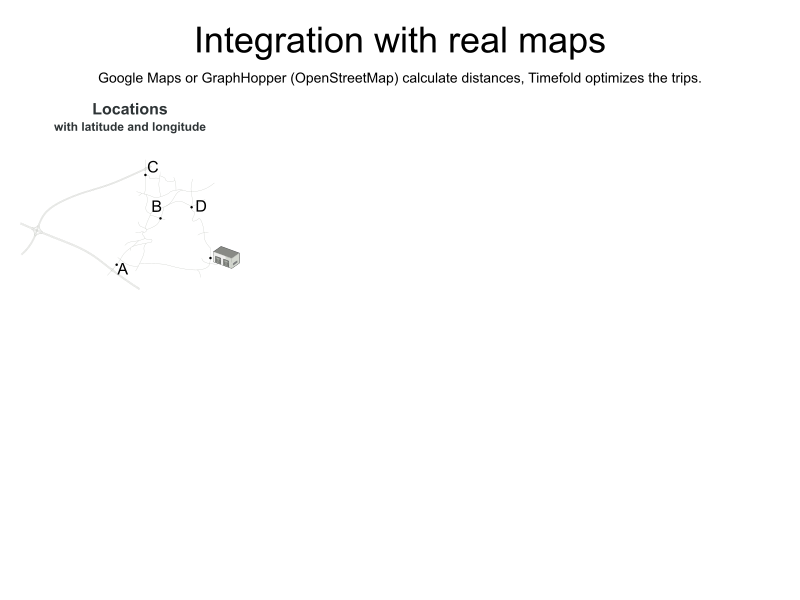 Integration with real maps
Google Maps or GraphHopper (OpenStreetMap) calculate distances, Timefold optimizes the trips.
Locations
with latitude and longitude
C
B
D
A